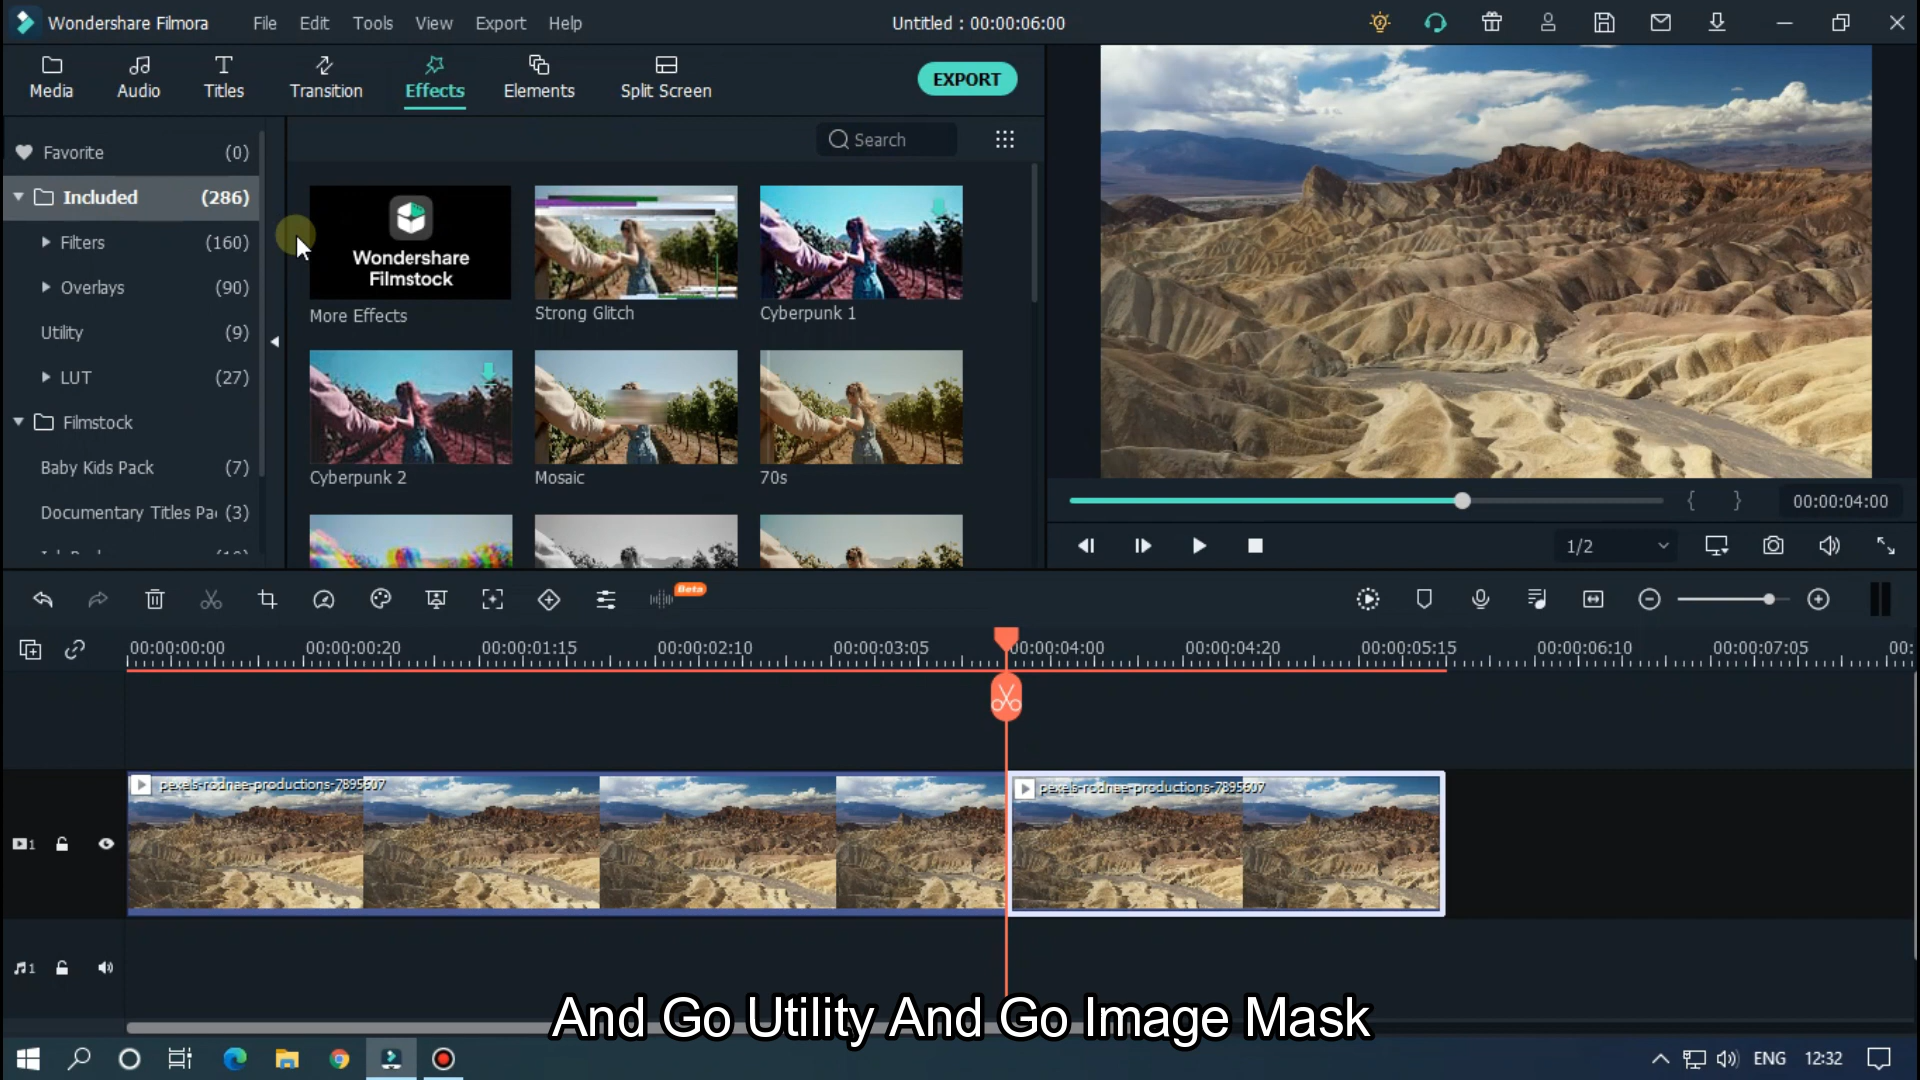 Wondershare Filmora File Edit Tools View Export Help Untitled : 00:00:06:00
Media Audio Titles Transition Effects Elements Split Screen EXPORT
Search
Favorite (0)
Included (286)
Filters (160)
Overlays (90)
Utility (9)
LUT (27)
Filmstock
Baby Kids Pack (7)
Documentary Titles Pa (3)
Wondershare
Filmstock
More Effects Strong Glitch Cyberpunk 1
Cyberpunk 2 Mosaic 70s
{ } 00:00:04:00
1/2
Beta
00:00:00:00 00:00:00:20 00:00:01:15 00:00:02:10 00:00:03:05 00:00:04:00 00:00:04:20 00:00:05:15 00:00:06:10 00:00:07:05 00:
pexels-rodnae-productions-7895607 pexels-rodnae-productions-7895607
1
1
And Go Utility And Go Image Mask
ENG 12:32